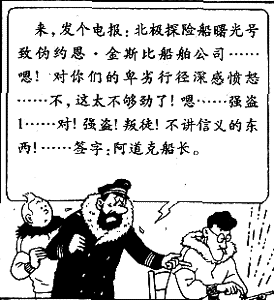 来,发个电报:北极探险船曙光号
致伪约恩·金斯比船舶公司……
嗯!对你们的卑劣行径深感愤怒
……不,这太不够劲了!嗯……强盗
1……对!强盗!叛徒!不讲信义的东
西!……签字:阿道克船长。